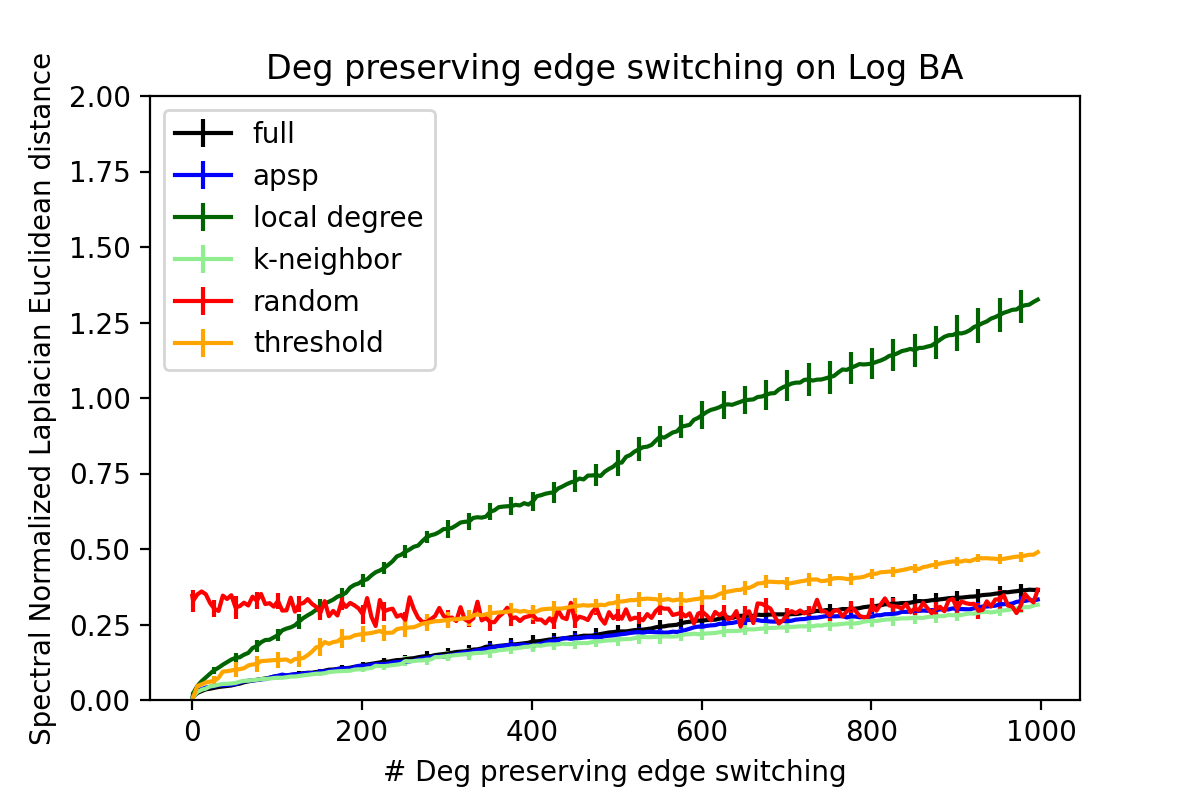 Deg preserving edge switching on Log BA
Spectral Normalized Laplacian Euclidean distance
2.00
1.75
1.50
1.25
1.00
0.75
0.50
0.25
0.00
full
apsp
local degree
k-neighbor
random
threshold
0 200 400 600 800 1000
# Deg preserving edge switching